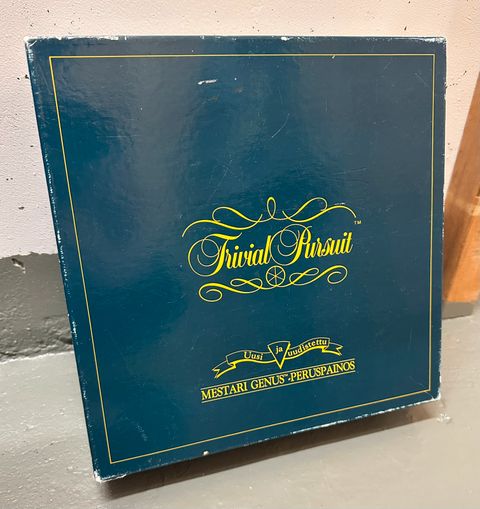 Trivial Pursuit™
Uusi ja uudistettu
MESTARI GENUS™-PERUSPAINOS